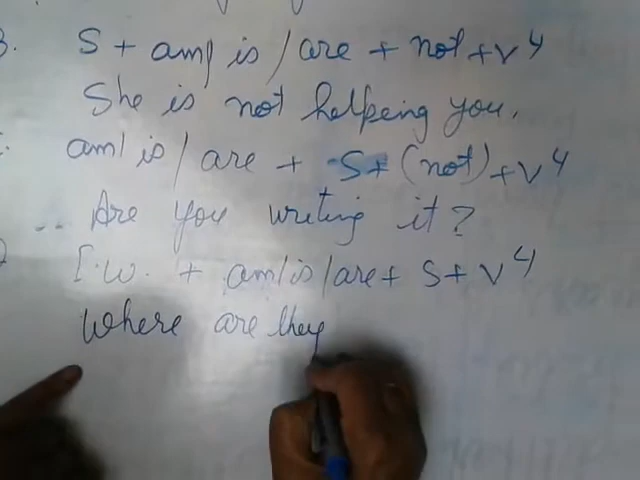 3. S + am/ is / are + not + v4
She is not helpeing you.
am/ is / are + S+ (not) + v4
.. Are you writing it?
I.W. + am/is/are + S + v4
Where are they